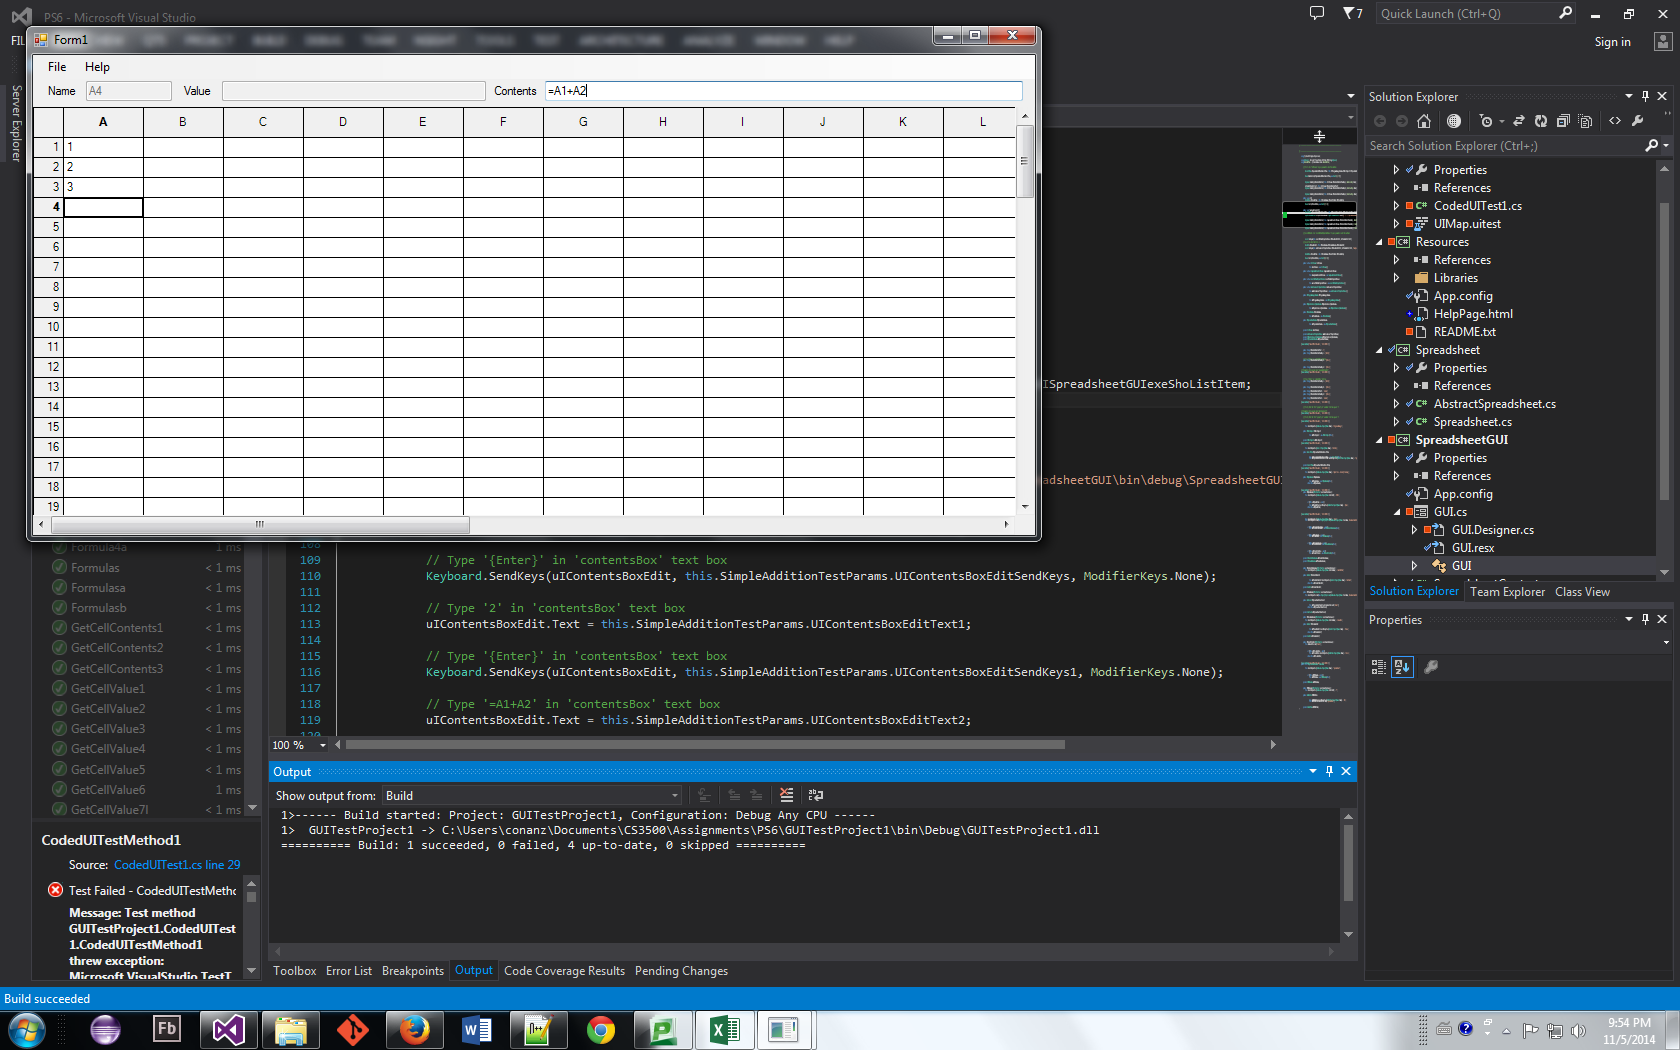 PS6 - Microsoft Visual Studio
7
Quick Launch (Ctrl+Q)
FIL
Sign in
Server Explorer
Form1
File Help
Name A4 Value Contents =A1+A2
A B C D E F G H I J K L
1 1
2 2
3 3
4
5
6
7
8
9
10
11
12
13
14
15
16
17
18
19
ISpreadsheetGUIexeShoListItem;
adsheetGUI\bin\debug\SpreadsheetGUI
108
109 // Type '{Enter}' in 'contentsBox' text box
110 Keyboard.SendKeys(uIContentsBoxEdit, this.SimpleAdditionTestParams.UIContentsBoxEditSendKeys, ModifierKeys.None);
111
112 // Type '2' in 'contentsBox' text box
113 uIContentsBoxEdit.Text = this.SimpleAdditionTestParams.UIContentsBoxEditText1;
114
115 // Type '{Enter}' in 'contentsBox' text box
116 Keyboard.SendKeys(uIContentsBoxEdit, this.SimpleAdditionTestParams.UIContentsBoxEditSendKeys1, ModifierKeys.None);
117
118 // Type '=A1+A2' in 'contentsBox' text box
119 uIContentsBoxEdit.Text = this.SimpleAdditionTestParams.UIContentsBoxEditText2;
120
100 %
Formula4a 1 ms
Formulas < 1 ms
Formulasa < 1 ms
Formulasb < 1 ms
GetCellContents1 < 1 ms
GetCellContents2 < 1 ms
GetCellContents3 < 1 ms
GetCellValue1 < 1 ms
GetCellValue2 < 1 ms
GetCellValue3 < 1 ms
GetCellValue4 < 1 ms
GetCellValue5 < 1 ms
GetCellValue6 1 ms
GetCellValue7I < 1 ms
CodedUITestMethod1
Source: CodedUITest1.cs line 29
Test Failed - CodedUITestMetho
Message: Test method
GUITestProject1.CodedUITest
1.CodedUITestMethod1
threw exception:
Microsoft.VisualStudio.TestT
Output
Show output from: Build
1>------ Build started: Project: GUITestProject1, Configuration: Debug Any CPU ------
1> GUITestProject1 -> C:\Users\conanz\Documents\CS3500\Assignments\PS6\GUITestProject1\bin\Debug\GUITestProject1.dll
========== Build: 1 succeeded, 0 failed, 4 up-to-date, 0 skipped ==========
Toolbox Error List Breakpoints Output Code Coverage Results Pending Changes
Solution Explorer
Search Solution Explorer (Ctrl+;)
Properties
References
CodedUITest1.cs
UIMap.uitest
Resources
References
Libraries
App.config
HelpPage.html
README.txt
Spreadsheet
Properties
References
AbstractSpreadsheet.cs
Spreadsheet.cs
SpreadsheetGUI
Properties
References
App.config
GUI.cs
GUI.Designer.cs
GUI.resx
GUI
Solution Explorer Team Explorer Class View
Properties
Build succeeded
Fb
9:54 PM
11/5/2014